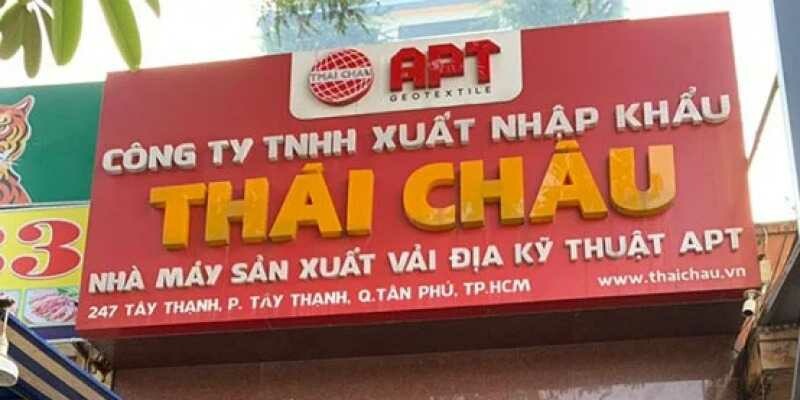 THAI CHAU
APT
GEOTEXTILE
CÔNG TY TNHH XUẤT NHẬP KHẨU
THÁI CHÂU
NHÀ MÁY SẢN XUẤT VẢI ĐỊA KỸ THUẬT APT
247 TÂY THẠNH, P. TÂY THẠNH, Q.TÂN PHÚ, TP.HCM
www.thaichau.vn
33